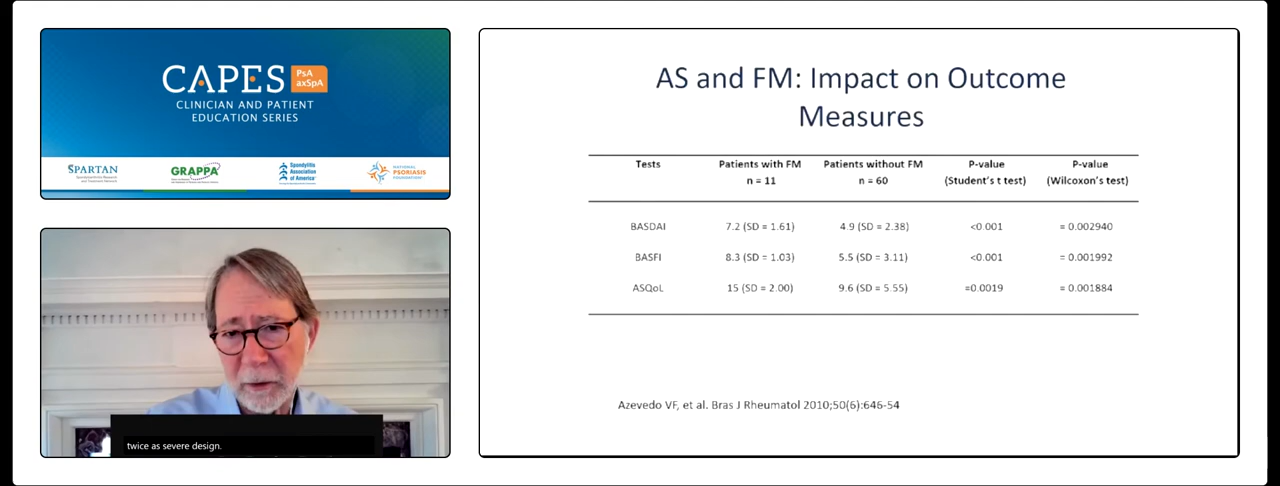 CAPES
PsA
axSpA
CLINICIAN AND PATIENT
EDUCATION SERIES
SPARTAN
GRAPPA
Spondylitis
Association
of America
NATIONAL
PSORIASIS
FOUNDATION
twice as severe design.
AS and FM: Impact on Outcome
Measures
Tests Patients with FM Patients without FM P-value P-value
n = 11 n = 60 (Student's t test) (Wilcoxon's test)
BASDAI 7.2 (SD = 1.61) 4.9 (SD = 2.38) <0.001 = 0.002940
BASFI 8.3 (SD = 1.03) 5.5 (SD = 3.11) <0.001 = 0.001992
ASQoL 15 (SD = 2.00) 9.6 (SD = 5.55) =0.0019 = 0.001884
Azevedo VF, et al. Bras J Rheumatol 2010;50(6):646-54